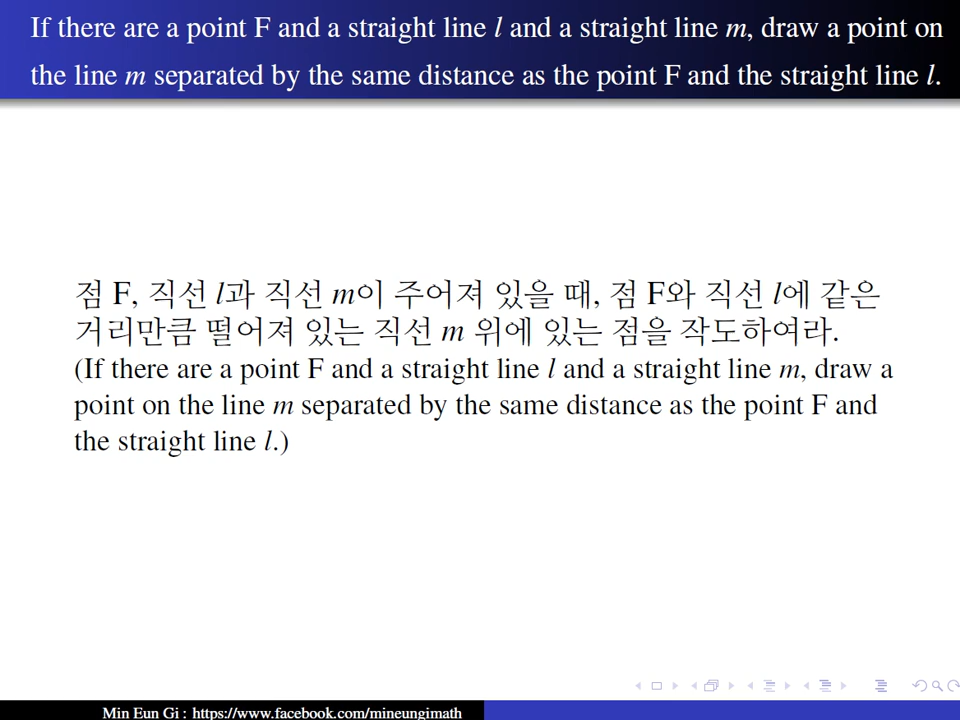 If there are a point F and a straight line l and a straight line m, draw a point on
the line m separated by the same distance as the point F and the straight line l.
점 F, 직선 l과 직선 m이 주어져 있을 때, 점 F와 직선 l에 같은
거리만큼 떨어져 있는 직선 m 위에 있는 점을 작도하여라.
(If there are a point F and a straight line l and a straight line m, draw a
point on the line m separated by the same distance as the point F and
the straight line l.)
Min Eun Gi : https://www.facebook.com/mineungimath